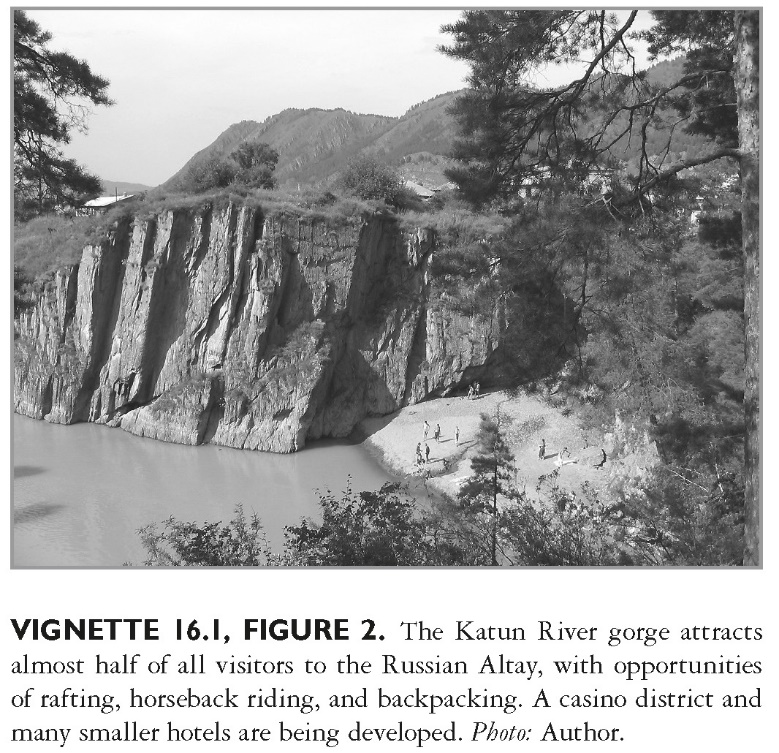 VIGNETTE 16.1, FIGURE 2. The Katun River gorge attracts
almost half of all visitors to the Russian Altay, with opportunities
of rafting, horseback riding, and backpacking. A casino district and
many smaller hotels are being developed. Photo: Author.